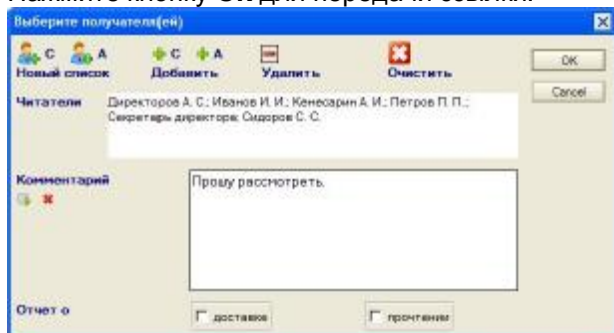 Нажмите кнопку ОК для передачи ссылки.
Выберите получателя(ей)
С А С А
Новый список Добавить Удалить Очистить
OK
Cancel
Читатели
Директоров А. С.; Иванов И. И.; Кенесарин А. И.; Петров П. П.;
Секретарь директора; Сидоров С. С.
Комментарий
Прошу рассмотреть.
Отчет о доставке прочтении